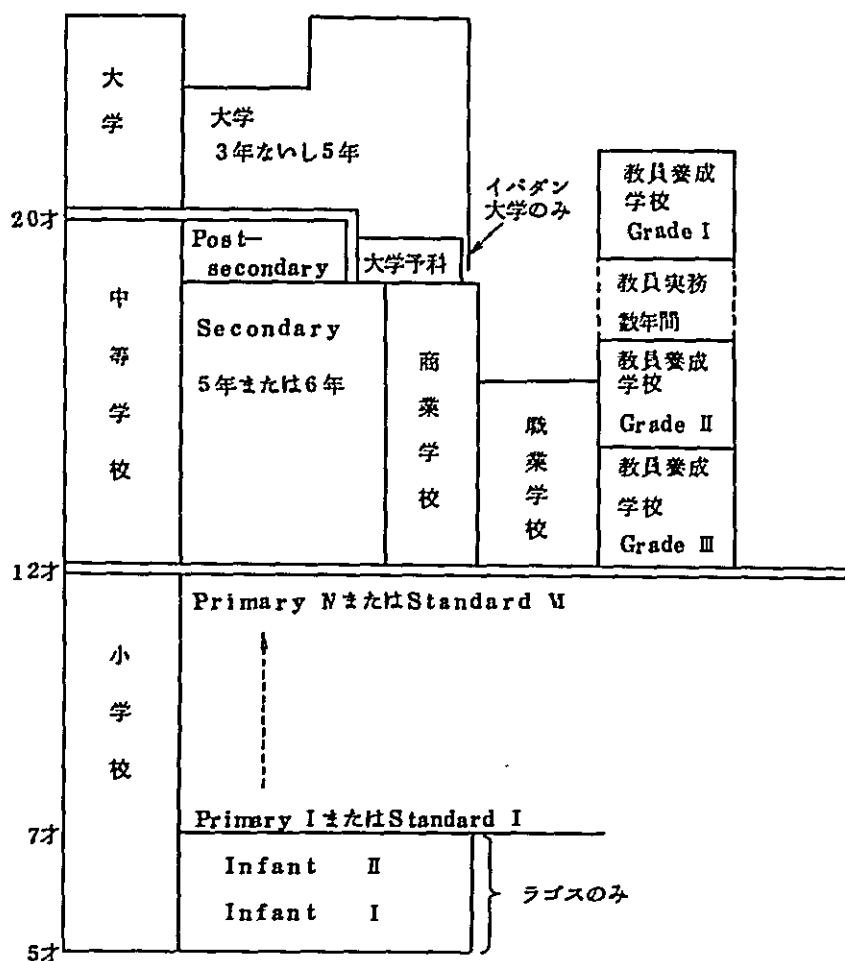 大学
大学
3年ないし5年
イバダン
大学のみ
教員養成
学校
Grade I
20才
Post-
secondary
大学予科
教員実務
数年間
中等学校
Secondary
5年または6年
商業学校
職業学校
教員養成
学校
Grade II
教員養成
学校
Grade III
12才
小学校
Primary Ⅳ または Standard Ⅵ
Primary I または Standard I
7才
Infant II
Infant I
ラゴスのみ
5才